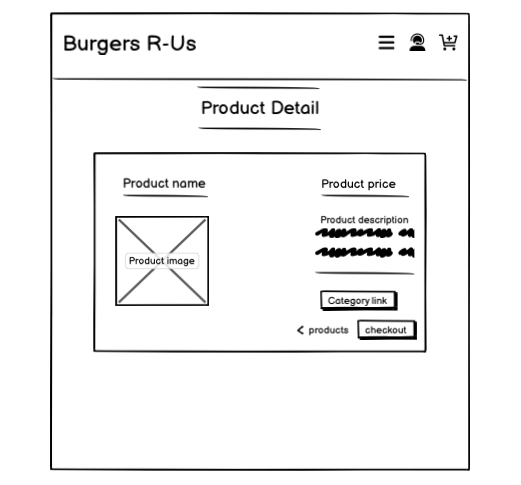 Burgers R-Us
Product Detail
Product name
Product price
Product image
Product description
Category link
< products
checkout